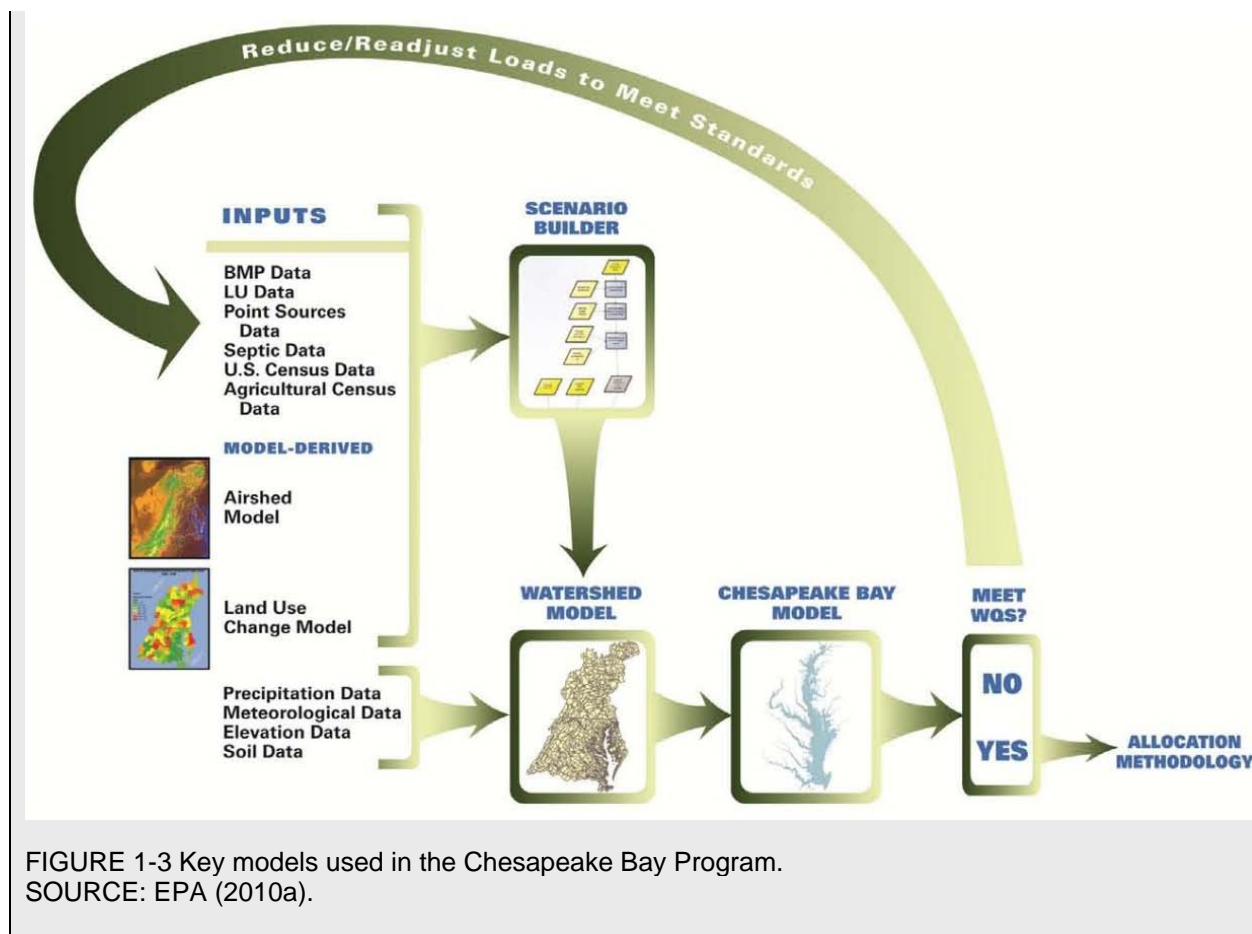 Reduce/Readjust Loads to Meet Standards
INPUTS
BMP Data
LU Data
Point Sources
Data
Septic Data
U.S. Census Data
Agricultural Census
Data
MODEL-DERIVED
Airshed
Model
Land Use
Change Model
Precipitation Data
Meteorological Data
Elevation Data
Soil Data
SCENARIO
BUILDER
WATERSHED
MODEL
CHESAPEAKE BAY
MODEL
MEET
WQS?
NO
YES
ALLOCATION
METHODOLOGY
FIGURE 1-3 Key models used in the Chesapeake Bay Program.
SOURCE: EPA (2010a).